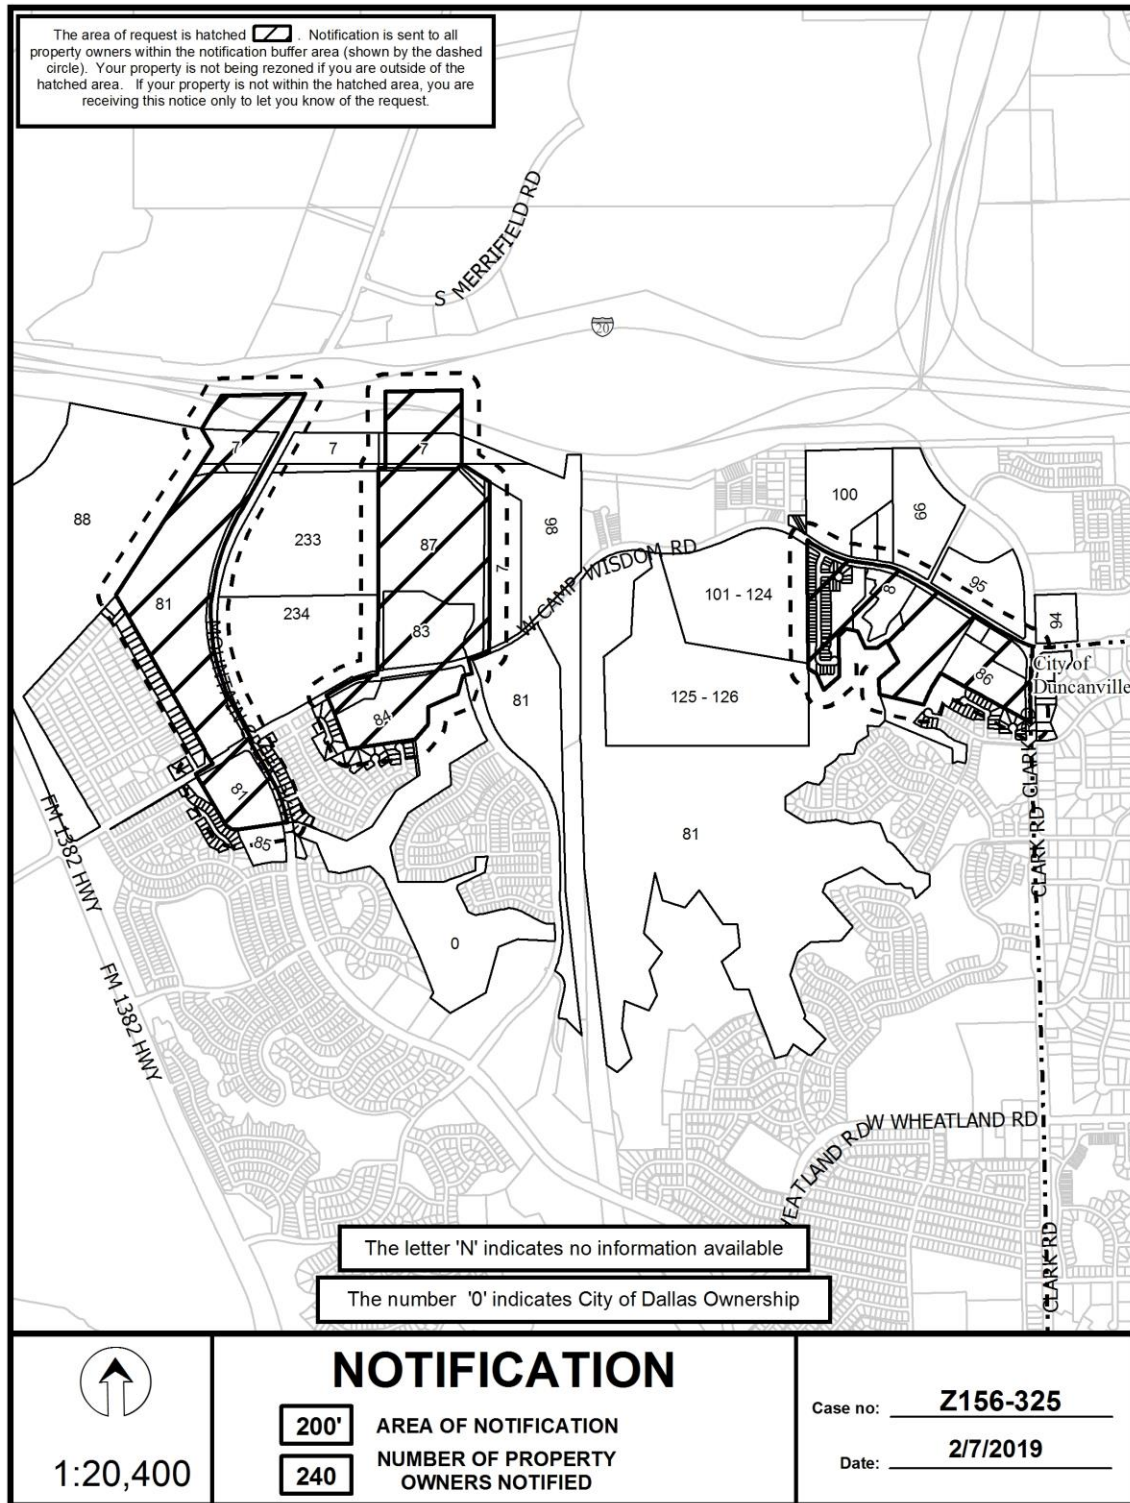 The area of request is hatched . Notification is sent to all
property owners within the notification buffer area (shown by the dashed
circle). Your property is not being rezoned if you are outside of the
hatched area. If your property is not within the hatched area, you are
receiving this notice only to let you know of the request.
S MERRIFIELD RD
20
7
7
7
88
233
87
98
7
100
99
W CAMP WISDOM RD
101 - 124
95
8
81
234
83
94
City of
Duncanville
86
84
81
125 - 126
81
85
81
0
FM 1382 HWY
FM 1382 HWY
CLARK RD
CLARK RD
W WHEATLAND RD
CLARK RD
The letter 'N' indicates no information available
The number '0' indicates City of Dallas Ownership
1:20,400
NOTIFICATION
200' AREA OF NOTIFICATION
240 NUMBER OF PROPERTY
OWNERS NOTIFIED
Case no: Z156-325
Date: 2/7/2019